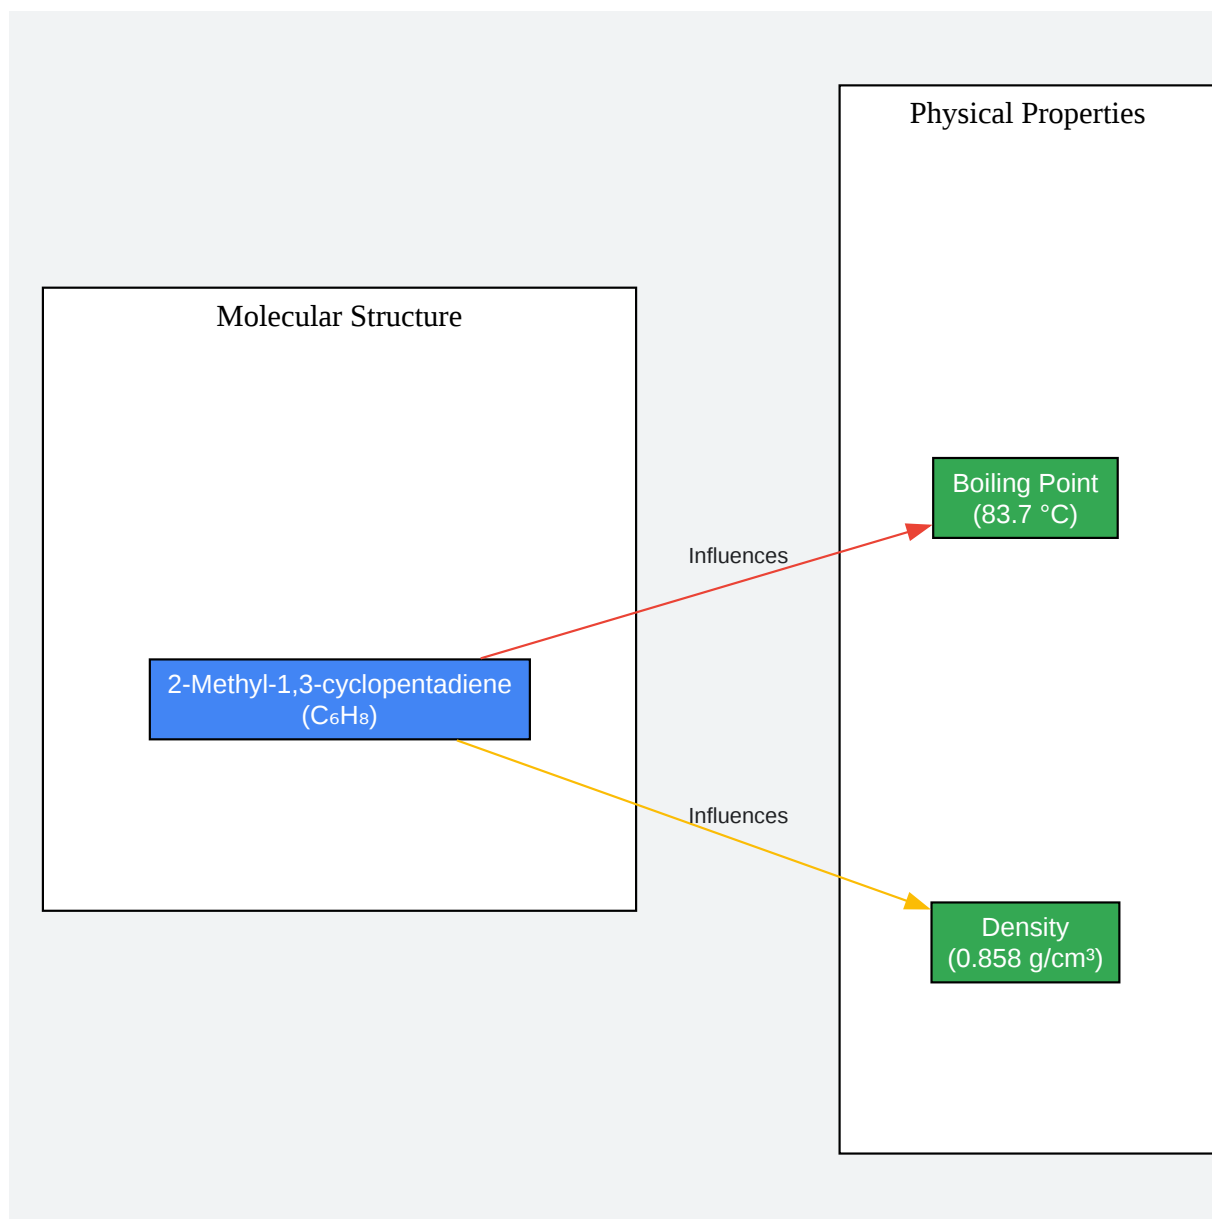 Physical Properties
Molecular Structure
Boiling Point
(83.7 °C)
Influences
2-Methyl-1,3-cyclopentadiene
(C₆H₈)
Influences
Density
(0.858 g/cm³)